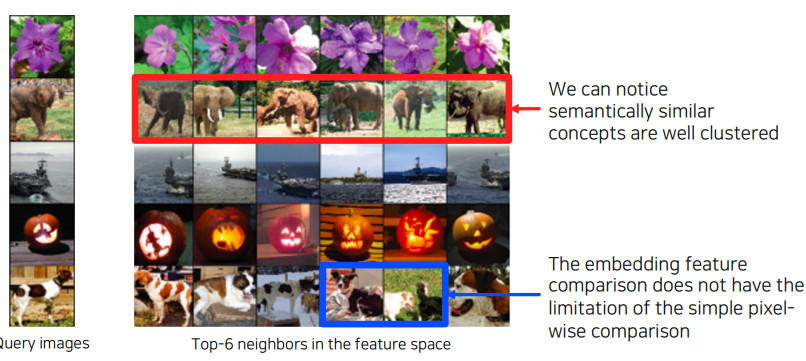 We can notice
semantically similar
concepts are well clustered
The embedding feature
comparison does not have the
limitation of the simple pixel-
wise comparison
Query images
Top-6 neighbors in the feature space